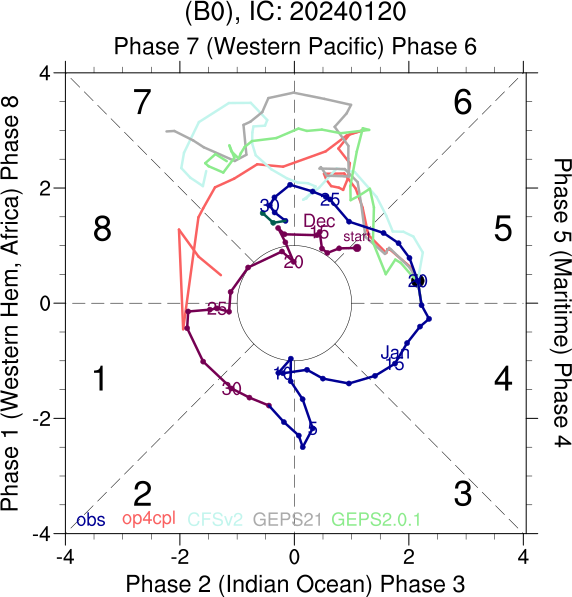 (B0), IC: 20240120
Phase 7 (Western Pacific) Phase 6
Phase 1 (Western Hem, Africa) Phase 8
Phase 5 (Maritime) Phase 4
4
2
0
-2
-4
7
6
8
5
1
4
2
3
30
25
Dec
15
start
20
20
25
Jan
15
10
30
5
obs op4cpl CFSv2 GEPS21 GEPS2.0.1
-4 -2 0 2 4
Phase 2 (Indian Ocean) Phase 3